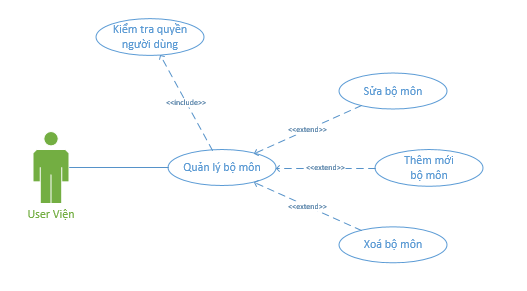 Kiểm tra quyền
người dùng
Sửa bộ môn
<<include>>
<<extend>>
Quản lý bộ môn
<<extend>>
Thêm mới
bộ môn
<<extend>>
User Viện
Xoá bộ môn